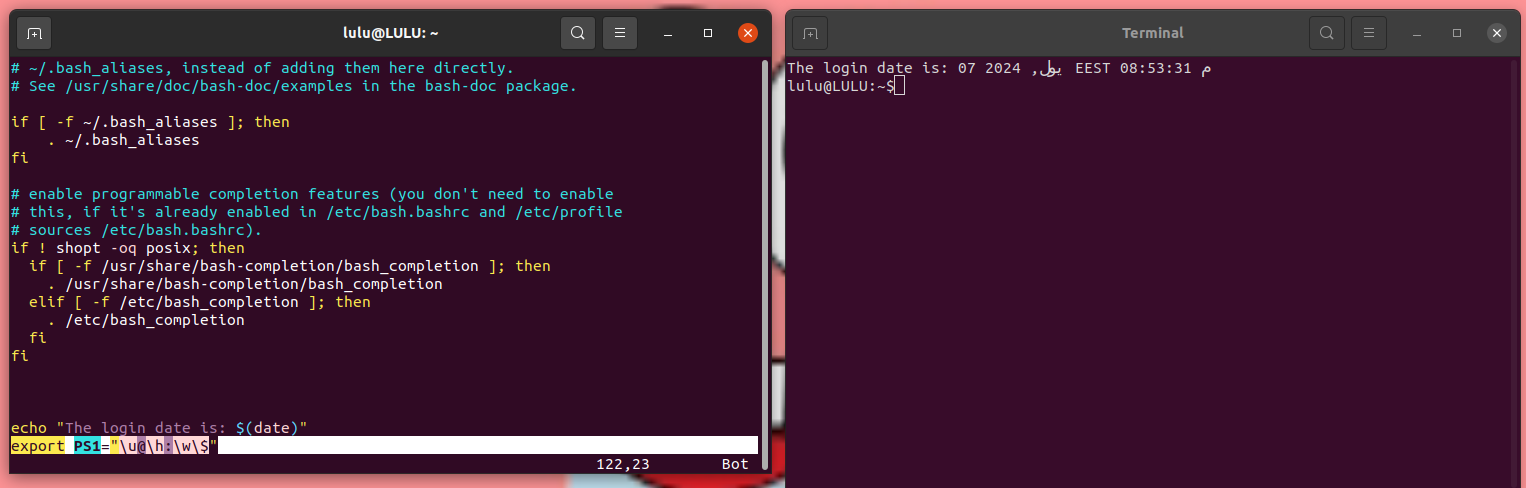 lulu@LULU: ~
# ~/.bash_aliases, instead of adding them here directly.
# See /usr/share/doc/bash-doc/examples in the bash-doc package.
if [ -f ~/.bash_aliases ]; then
    . ~/.bash_aliases
fi
# enable programmable completion features (you don't need to enable
# this, if it's already enabled in /etc/bash.bashrc and /etc/profile
# sources /etc/bash.bashrc).
if ! shopt -oq posix; then
  if [ -f /usr/share/bash-completion/bash_completion ]; then
    . /usr/share/bash-completion/bash_completion
  elif [ -f /etc/bash_completion ]; then
    . /etc/bash_completion
  fi
fi
echo "The login date is: $(date)"
export PS1="\u@\h:\w\$"
122,23 Bot
Terminal
The login date is: 07 2024 ,يول EEST 08:53:31 م
lulu@LULU:~$